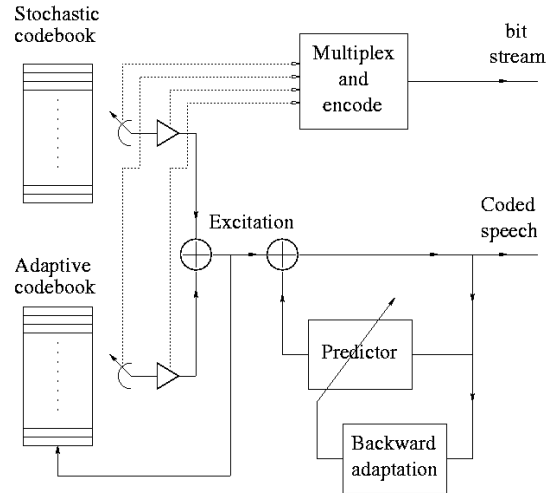 Stochastic
codebook
Multiplex
and
encode
bit
stream
Excitation
Coded
speech
Adaptive
codebook
Predictor
Backward
adaptation